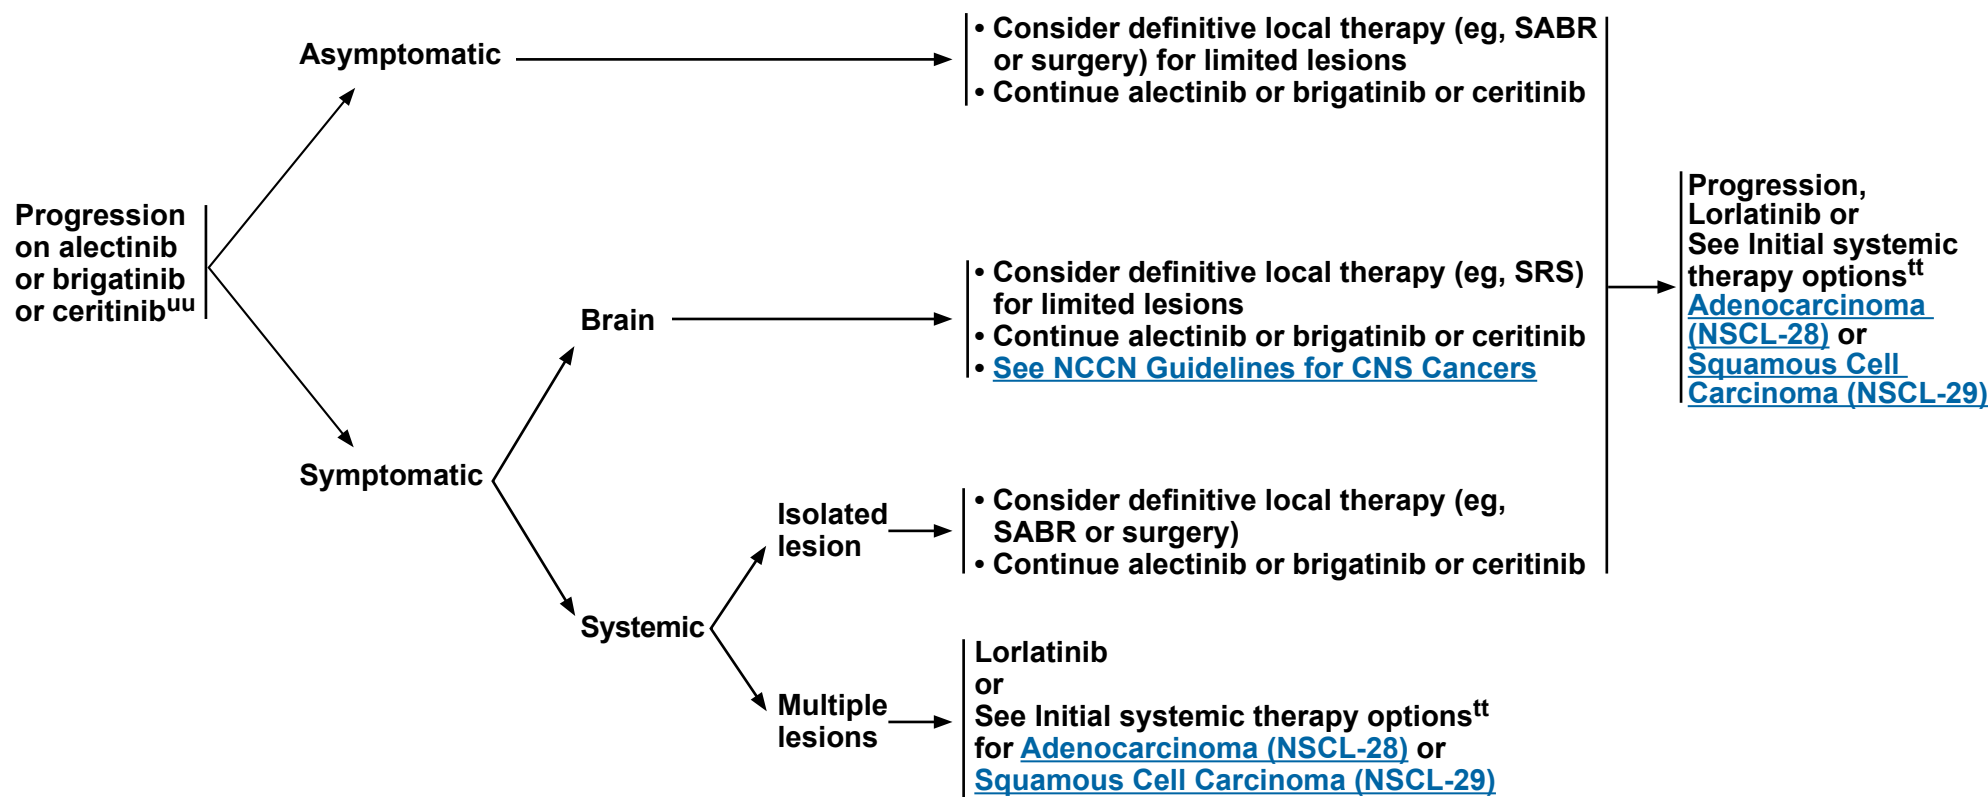 Progression
on alectinib
or brigatinib
or ceritinibuu
Asymptomatic
• Consider definitive local therapy (eg, SABR
or surgery) for limited lesions
• Continue alectinib or brigatinib or ceritinib
Symptomatic
Brain
• Consider definitive local therapy (eg, SRS)
for limited lesions
• Continue alectinib or brigatinib or ceritinib
• See NCCN Guidelines for CNS Cancers
Systemic
Isolated
lesion
• Consider definitive local therapy (eg,
SABR or surgery)
• Continue alectinib or brigatinib or ceritinib
Multiple
lesions
Lorlatinib
or
See Initial systemic therapy optionstt
for Adenocarcinoma (NSCL-28) or
Squamous Cell Carcinoma (NSCL-29)
Progression,
Lorlatinib or
See Initial systemic
therapy optionstt
Adenocarcinoma
(NSCL-28) or
Squamous Cell
Carcinoma (NSCL-29)